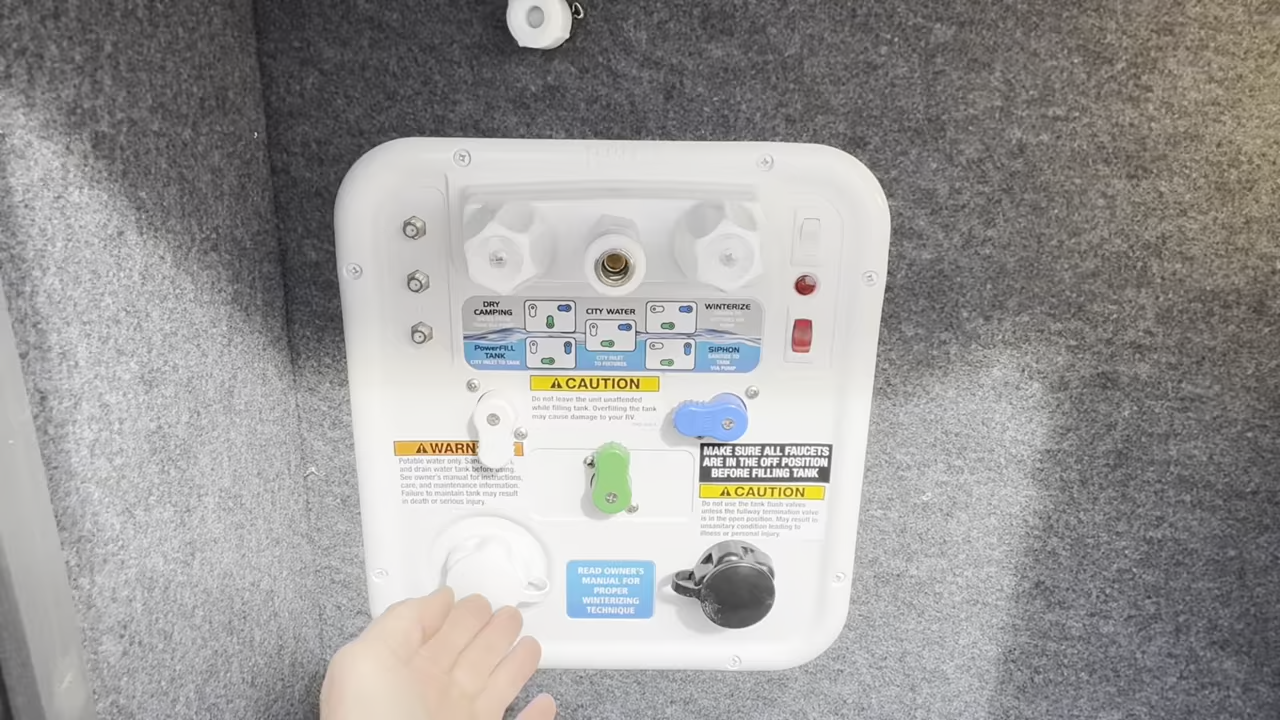 DRY
CAMPING
CITY WATER
WINTERIZE
PowerFILL
TANK
CITY INLET TO TANK
CITY INLET
TO FIXTURES
SIPHON
SANITIZE TO
TANK
VIA PUMP
CAUTION
Do not leave the unit unattended
while filling tank. Overfilling the tank
may cause damage to your RV.
WARN
Potable water only.
and drain water tank before using.
See owner's manual for instructions,
care, and maintenance information.
Failure to maintain tank may result
in death or serious injury.
MAKE SURE ALL FAUCETS
ARE IN THE OFF POSITION
BEFORE FILLING TANK
CAUTION
Do not use the tank flush valves
unless the fullway termination valve
is in the open position. May result in
unsanitary condition leading to
illness or personal injury.
READ OWNER'S
MANUAL FOR
PROPER
WINTERIZING
TECHNIQUE